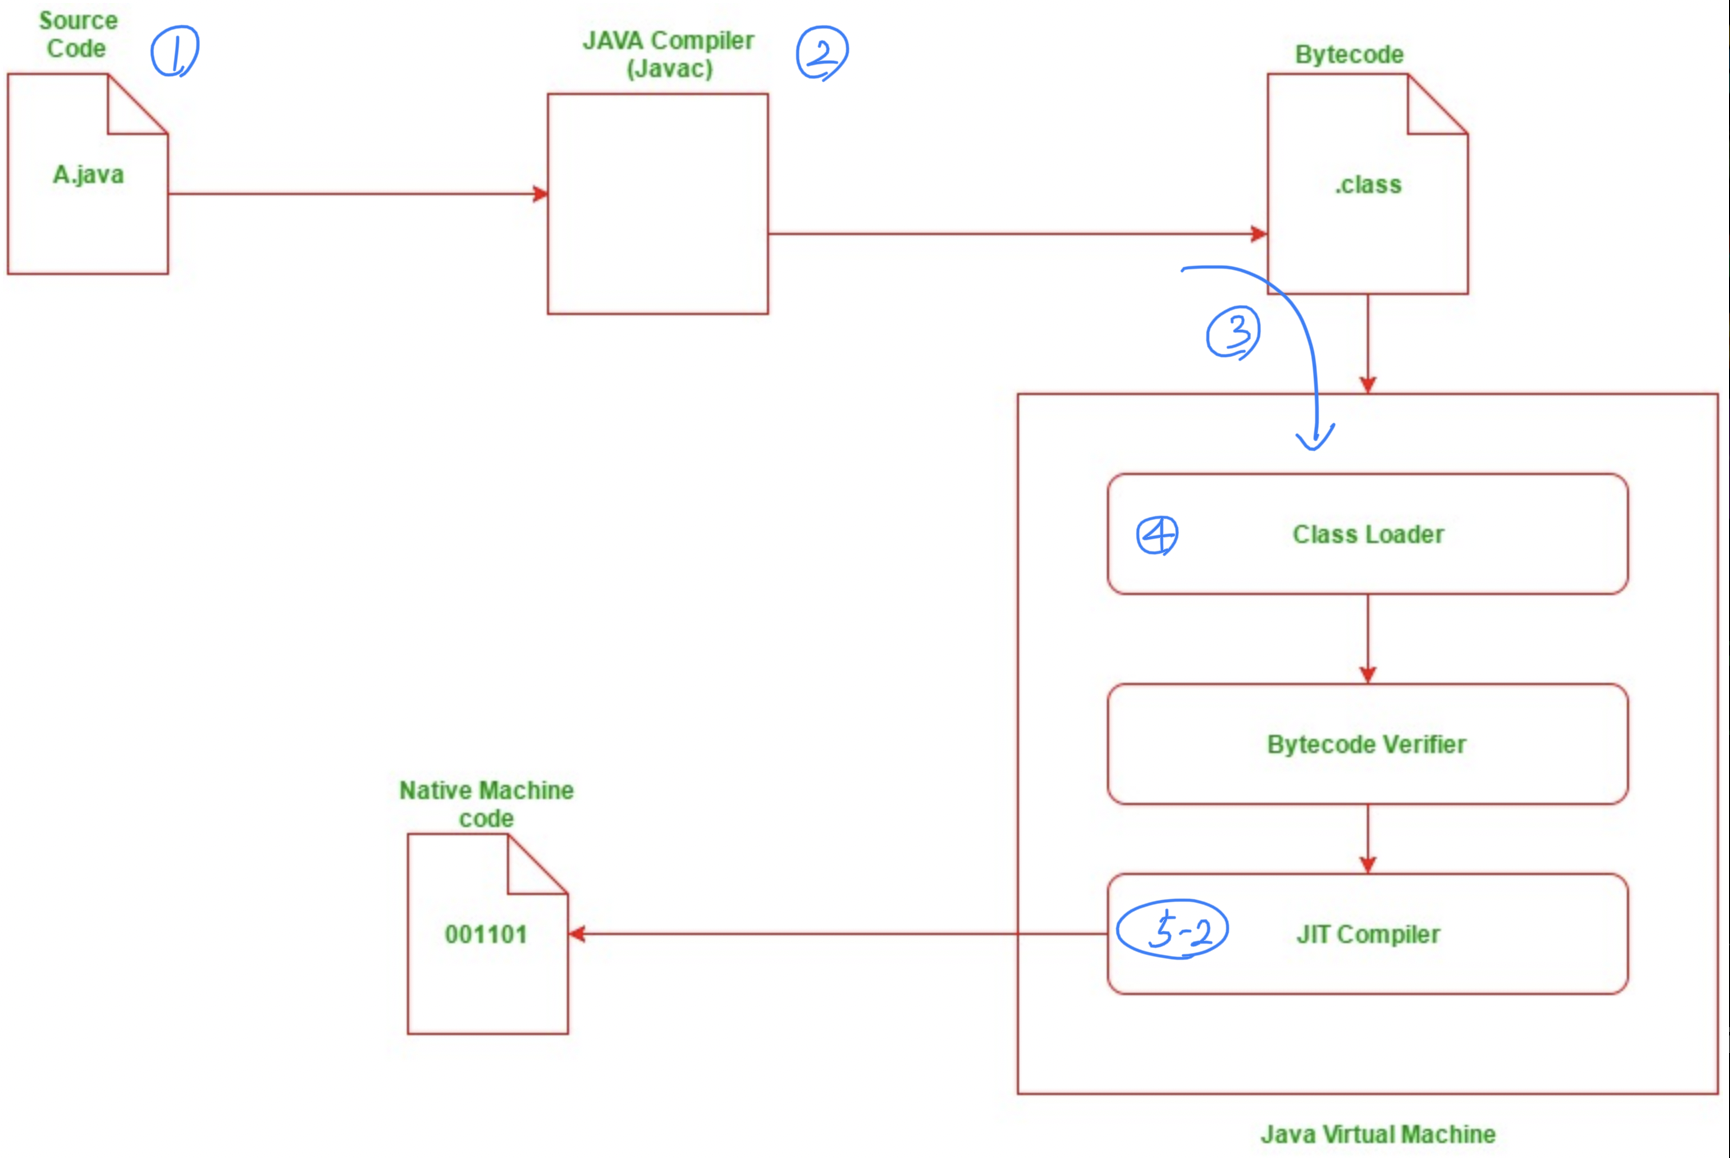 Source
Code
①
JAVA Compiler
(Javac)
②
Bytecode
A.java
.class
③
④
Class Loader
Bytecode Verifier
Native Machine
code
001101
5-2
JIT Compiler
Java Virtual Machine